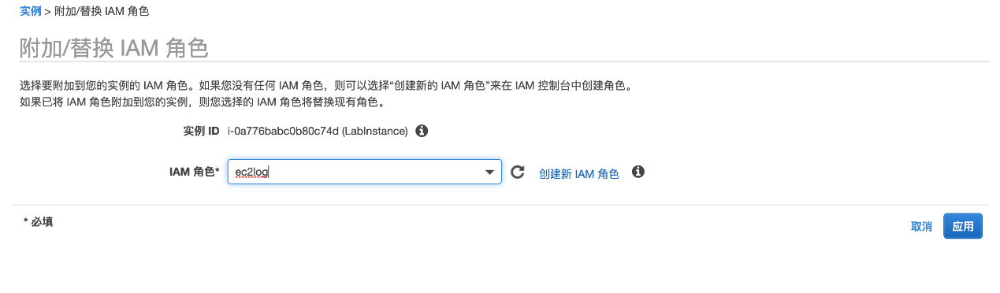 实例 > 附加/替换 IAM 角色
附加/替换 IAM 角色
选择要附加到您的实例的 IAM 角色。如果您没有任何 IAM 角色，则可以选择“创建新的 IAM 角色”来在 IAM 控制台中创建角色。
如果已将 IAM 角色附加到您的实例，则您选择的 IAM 角色将替换现有角色。
实例 ID i-0a776babc0b80c74d (LabInstance)
IAM 角色* ec2log 创建新 IAM 角色
* 必填 取消 应用